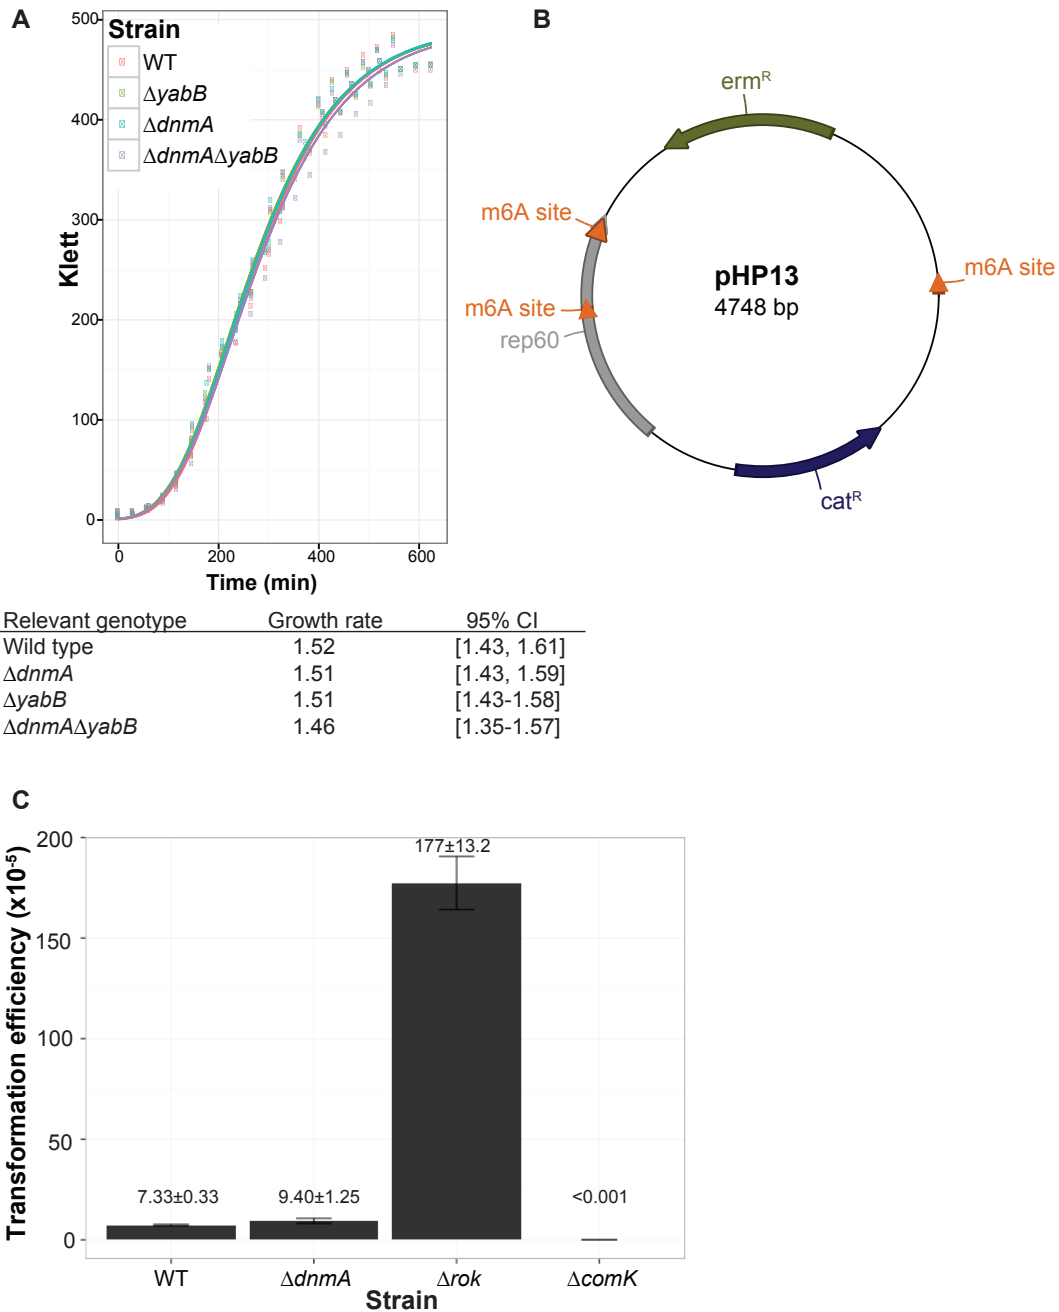 A
Strain
WT
ΔyabB
ΔdnmA
ΔdnmAΔyabB
Klett
500
400
300
200
100
0
0 200 400 600
Time (min)
Relevant genotype Growth rate 95% CI
Wild type 1.52 [1.43, 1.61]
ΔdnmA 1.51 [1.43, 1.59]
ΔyabB 1.51 [1.43-1.58]
ΔdnmAΔyabB 1.46 [1.35-1.57]
B
ermR
m6A site
m6A site
m6A site
rep60
pHP13
4748 bp
catR
C
Transformation efficiency (x10-5)
200
150
100
50
0
177±13.2
7.33±0.33 9.40±1.25 <0.001
WT ΔdnmA Δrok ΔcomK
Strain